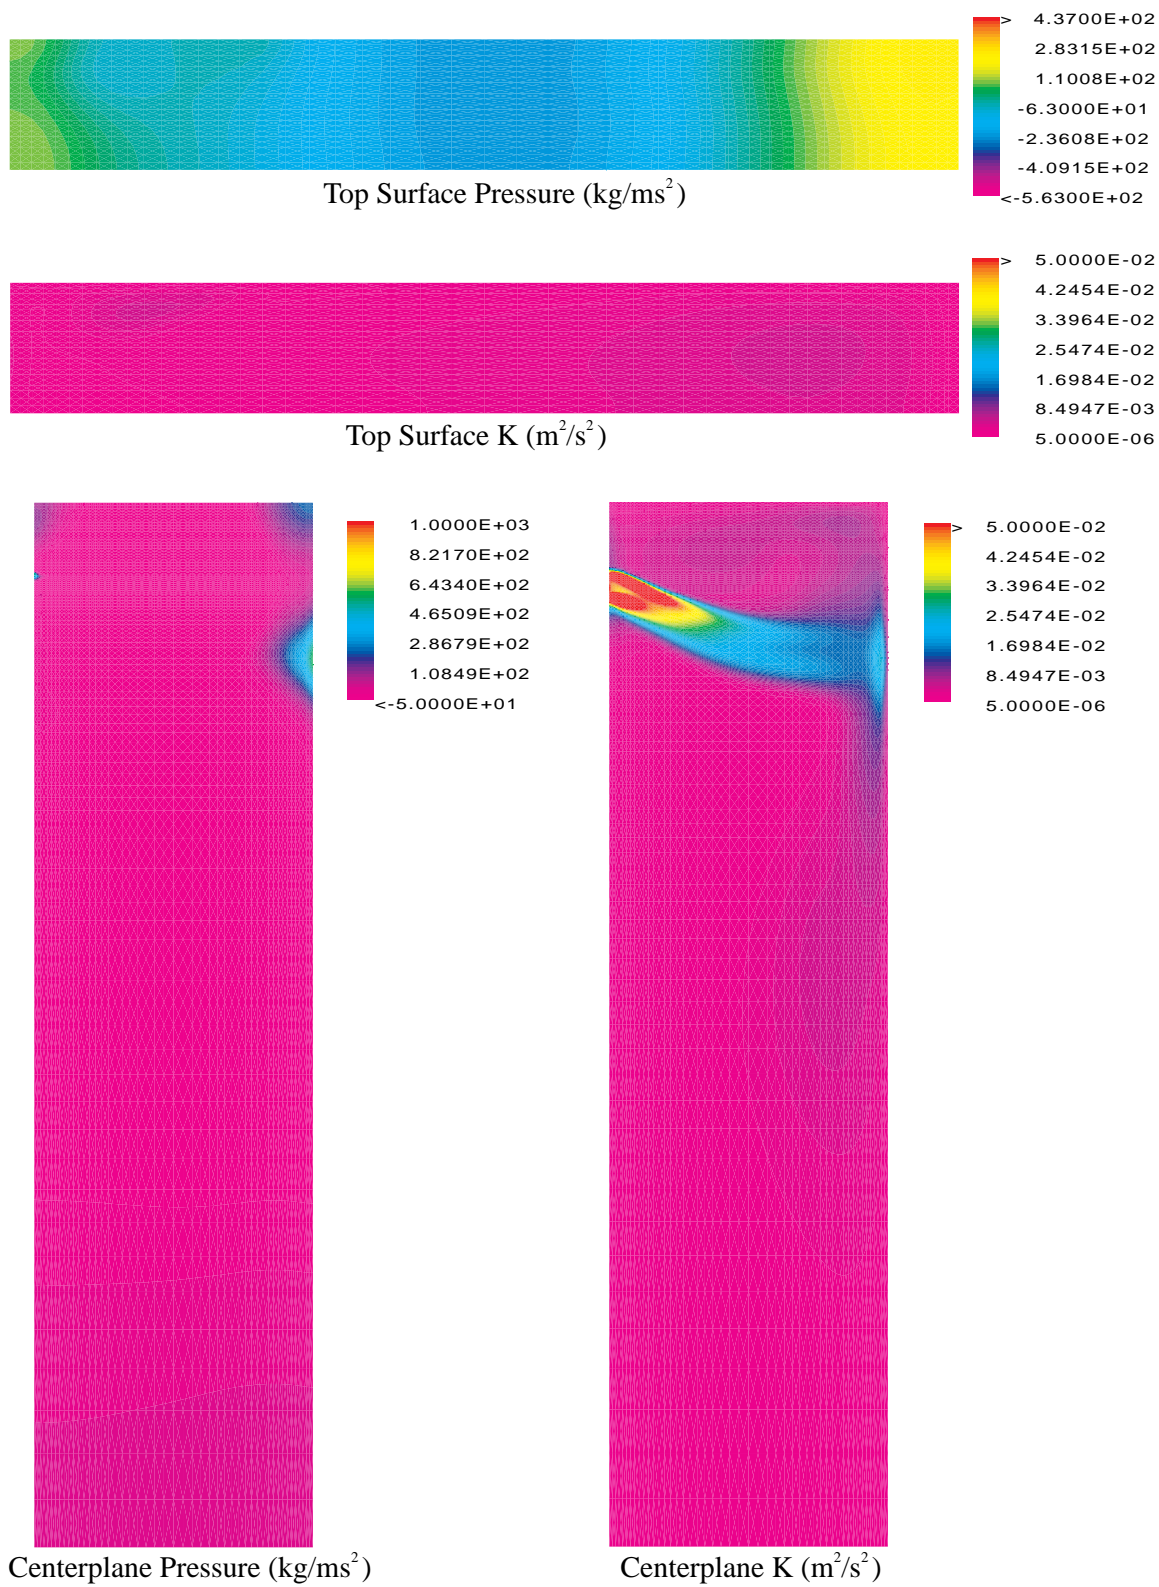 > 4.3700E+02
2.8315E+02
1.1008E+02
-6.3000E+01
-2.3608E+02
-4.0915E+02
<-5.6300E+02
Top Surface Pressure (kg/ms²)
> 5.0000E-02
4.2454E-02
3.3964E-02
2.5474E-02
1.6984E-02
8.4947E-03
5.0000E-06
Top Surface K (m²/s²)
1.0000E+03
8.2170E+02
6.4340E+02
4.6509E+02
2.8679E+02
1.0849E+02
<-5.0000E+01
> 5.0000E-02
4.2454E-02
3.3964E-02
2.5474E-02
1.6984E-02
8.4947E-03
5.0000E-06
Centerplane Pressure (kg/ms²)
Centerplane K (m²/s²)